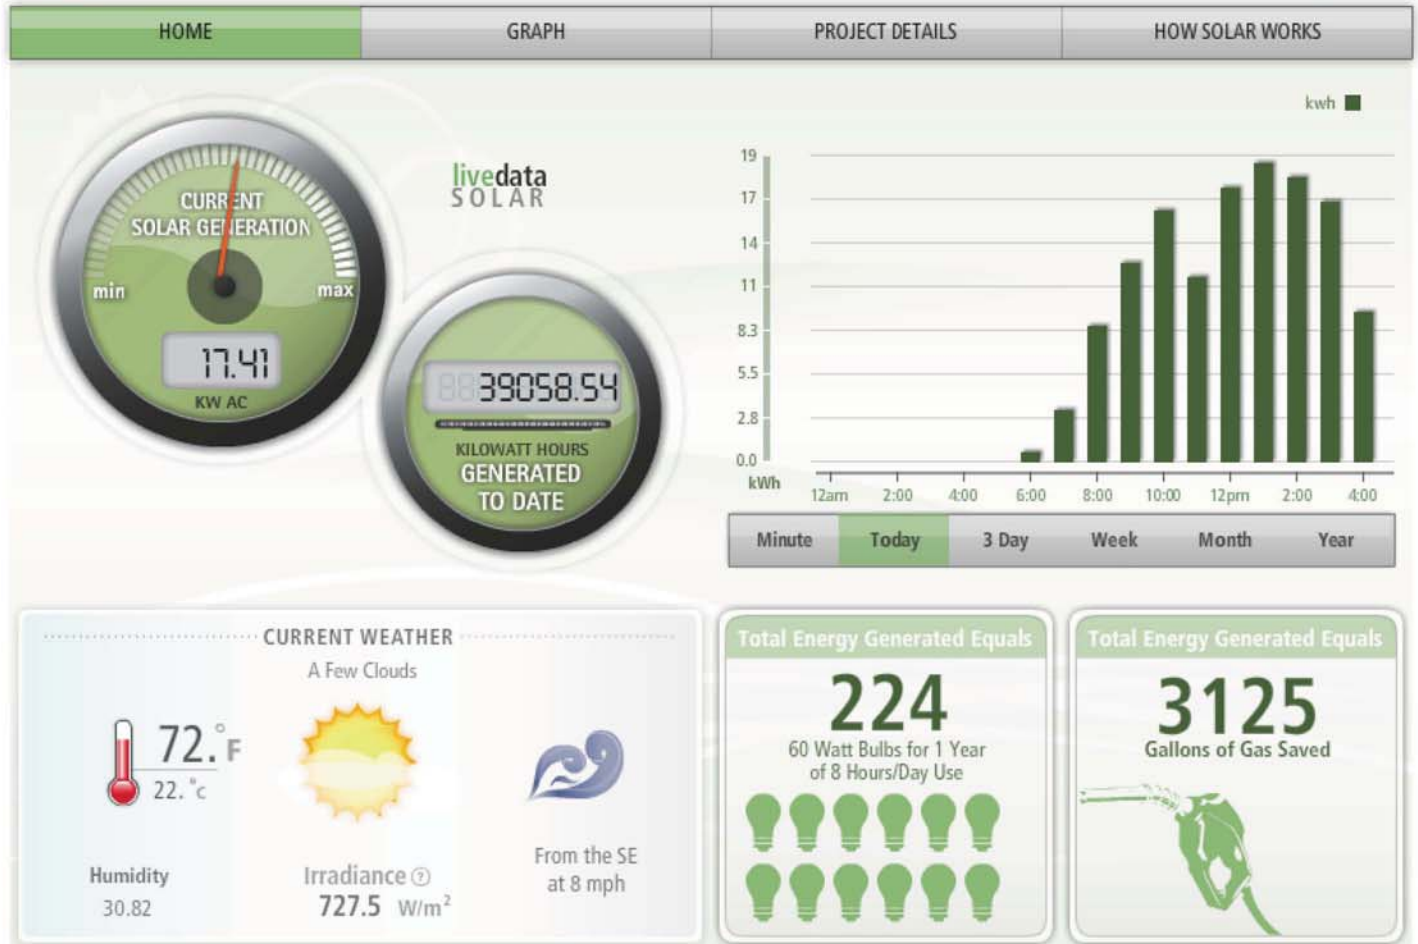 HOME
GRAPH
PROJECT DETAILS
HOW SOLAR WORKS
CURRENT
SOLAR GENERATION
min
max
17.41
KW AC
livedata
SOLAR
39058.54
KILOWATT HOURS
GENERATED
TO DATE
kwh
19
17
14
11
8.3
5.5
2.8
0.0
kWh
12am 2:00 4:00 6:00 8:00 10:00 12pm 2:00 4:00
Minute Today 3 Day Week Month Year
CURRENT WEATHER
A Few Clouds
72.°F
22.°c
Humidity
30.82
Irradiance ?
727.5 W/m²
From the SE
at 8 mph
Total Energy Generated Equals
224
60 Watt Bulbs for 1 Year
of 8 Hours/Day Use
Total Energy Generated Equals
3125
Gallons of Gas Saved